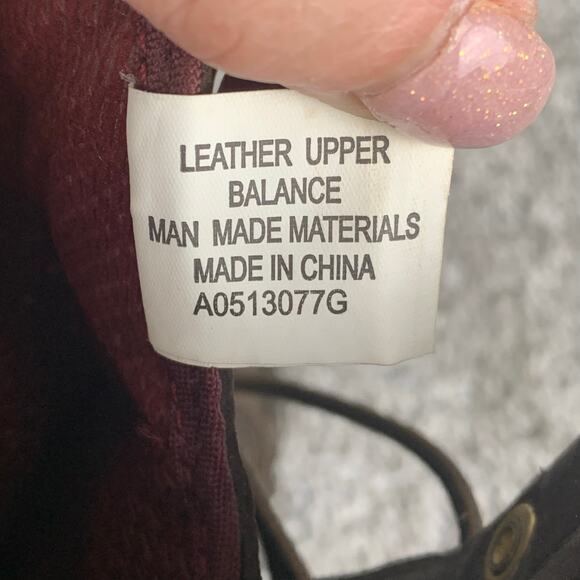 LEATHER UPPER
BALANCE
MAN MADE MATERIALS
MADE IN CHINA
A0513077G